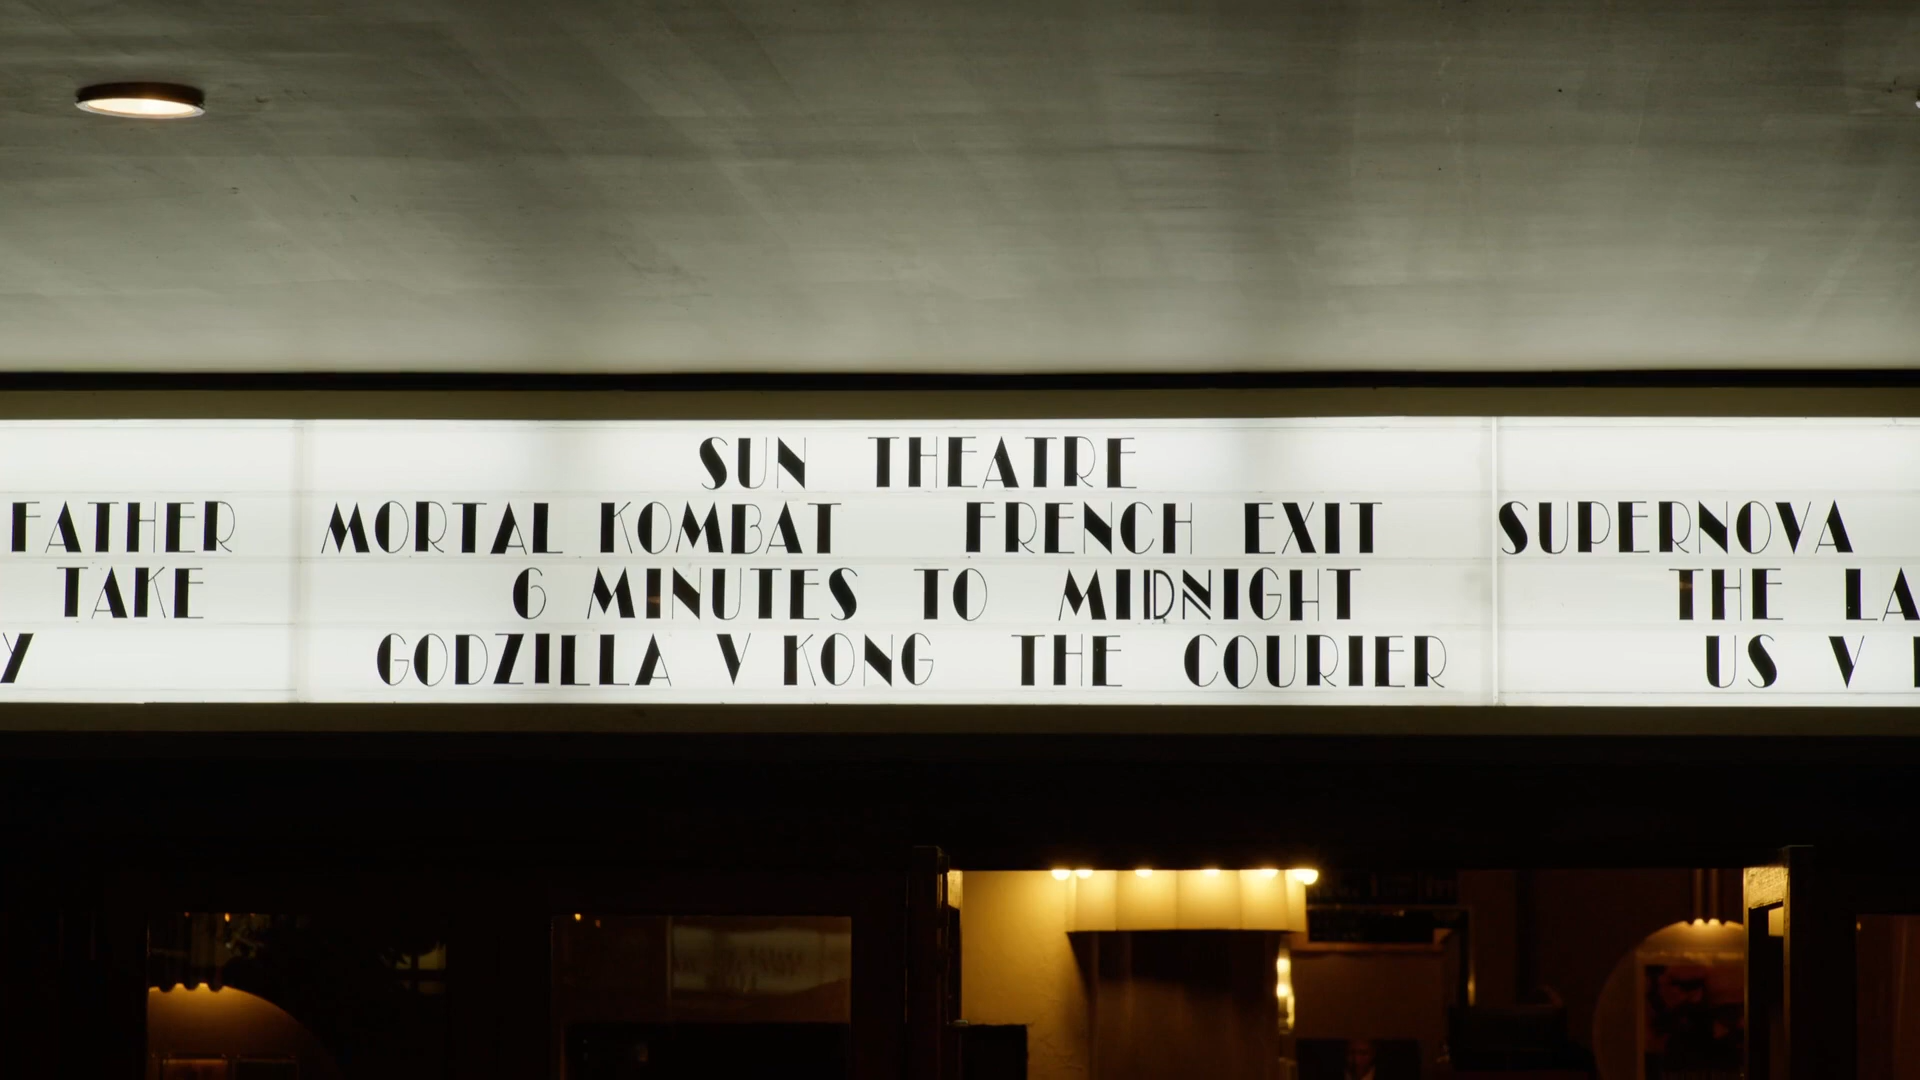 SUN THEATRE
FATHER MORTAL KOMBAT FRENCH EXIT SUPERNOVA
TAKE 6 MINUTES TO MIDNIGHT THE LA
Y GODZILLA V KONG THE COURIER US V